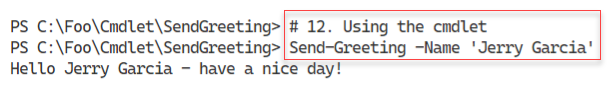 PS C:\Foo\Cmdlet\SendGreeting> # 12. Using the cmdlet
PS C:\Foo\Cmdlet\SendGreeting> Send-Greeting -Name 'Jerry Garcia'
Hello Jerry Garcia - have a nice day!